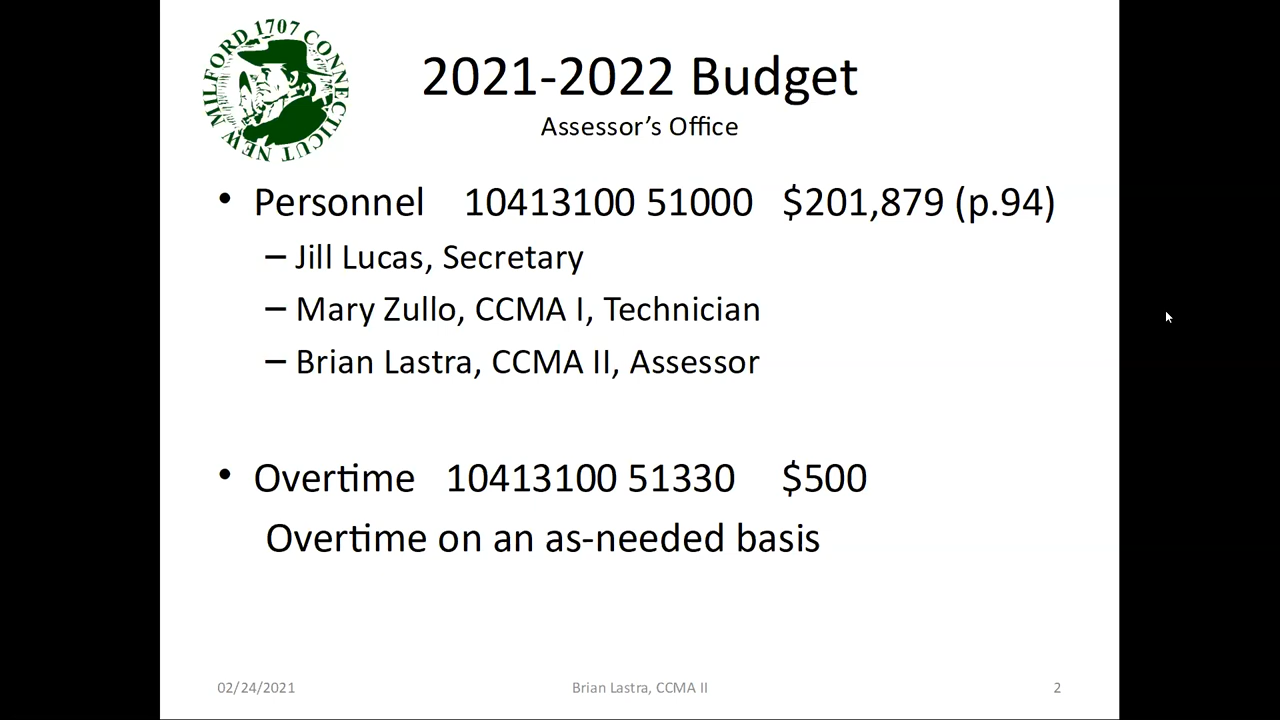 NEW MILFORD 1707 CONNECTICUT
2021-2022 Budget
Assessor’s Office
• Personnel 10413100 51000 $201,879 (p.94)
– Jill Lucas, Secretary
– Mary Zullo, CCMA I, Technician
– Brian Lastra, CCMA II, Assessor
• Overtime 10413100 51330 $500
Overtime on an as-needed basis
02/24/2021 Brian Lastra, CCMA II 2